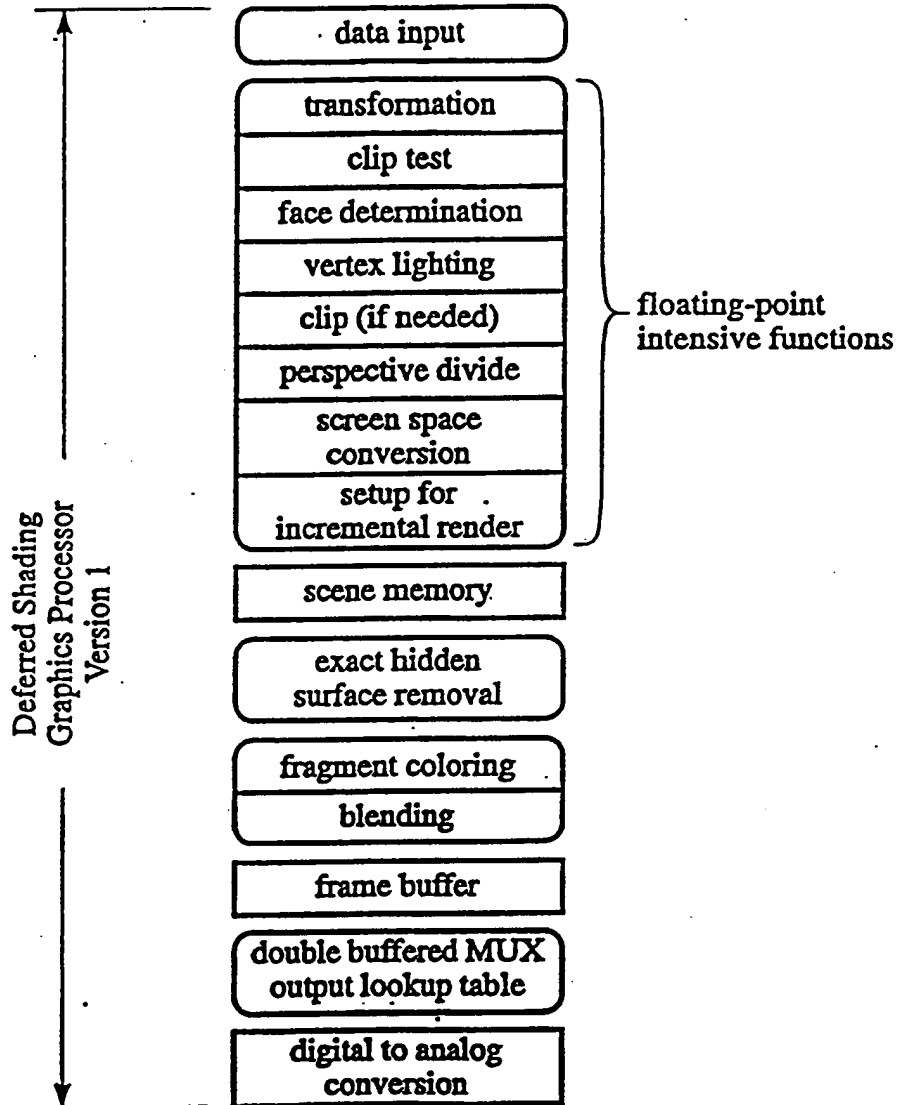 data input
transformation
clip test
face determination
vertex lighting
clip (if needed)
perspective divide
screen space
conversion
setup for
incremental render
floating-point
intensive functions
scene memory
exact hidden
surface removal
fragment coloring
blending
frame buffer
double buffered MUX
output lookup table
digital to analog
conversion
Deferred Shading
Graphics Processor
Version 1